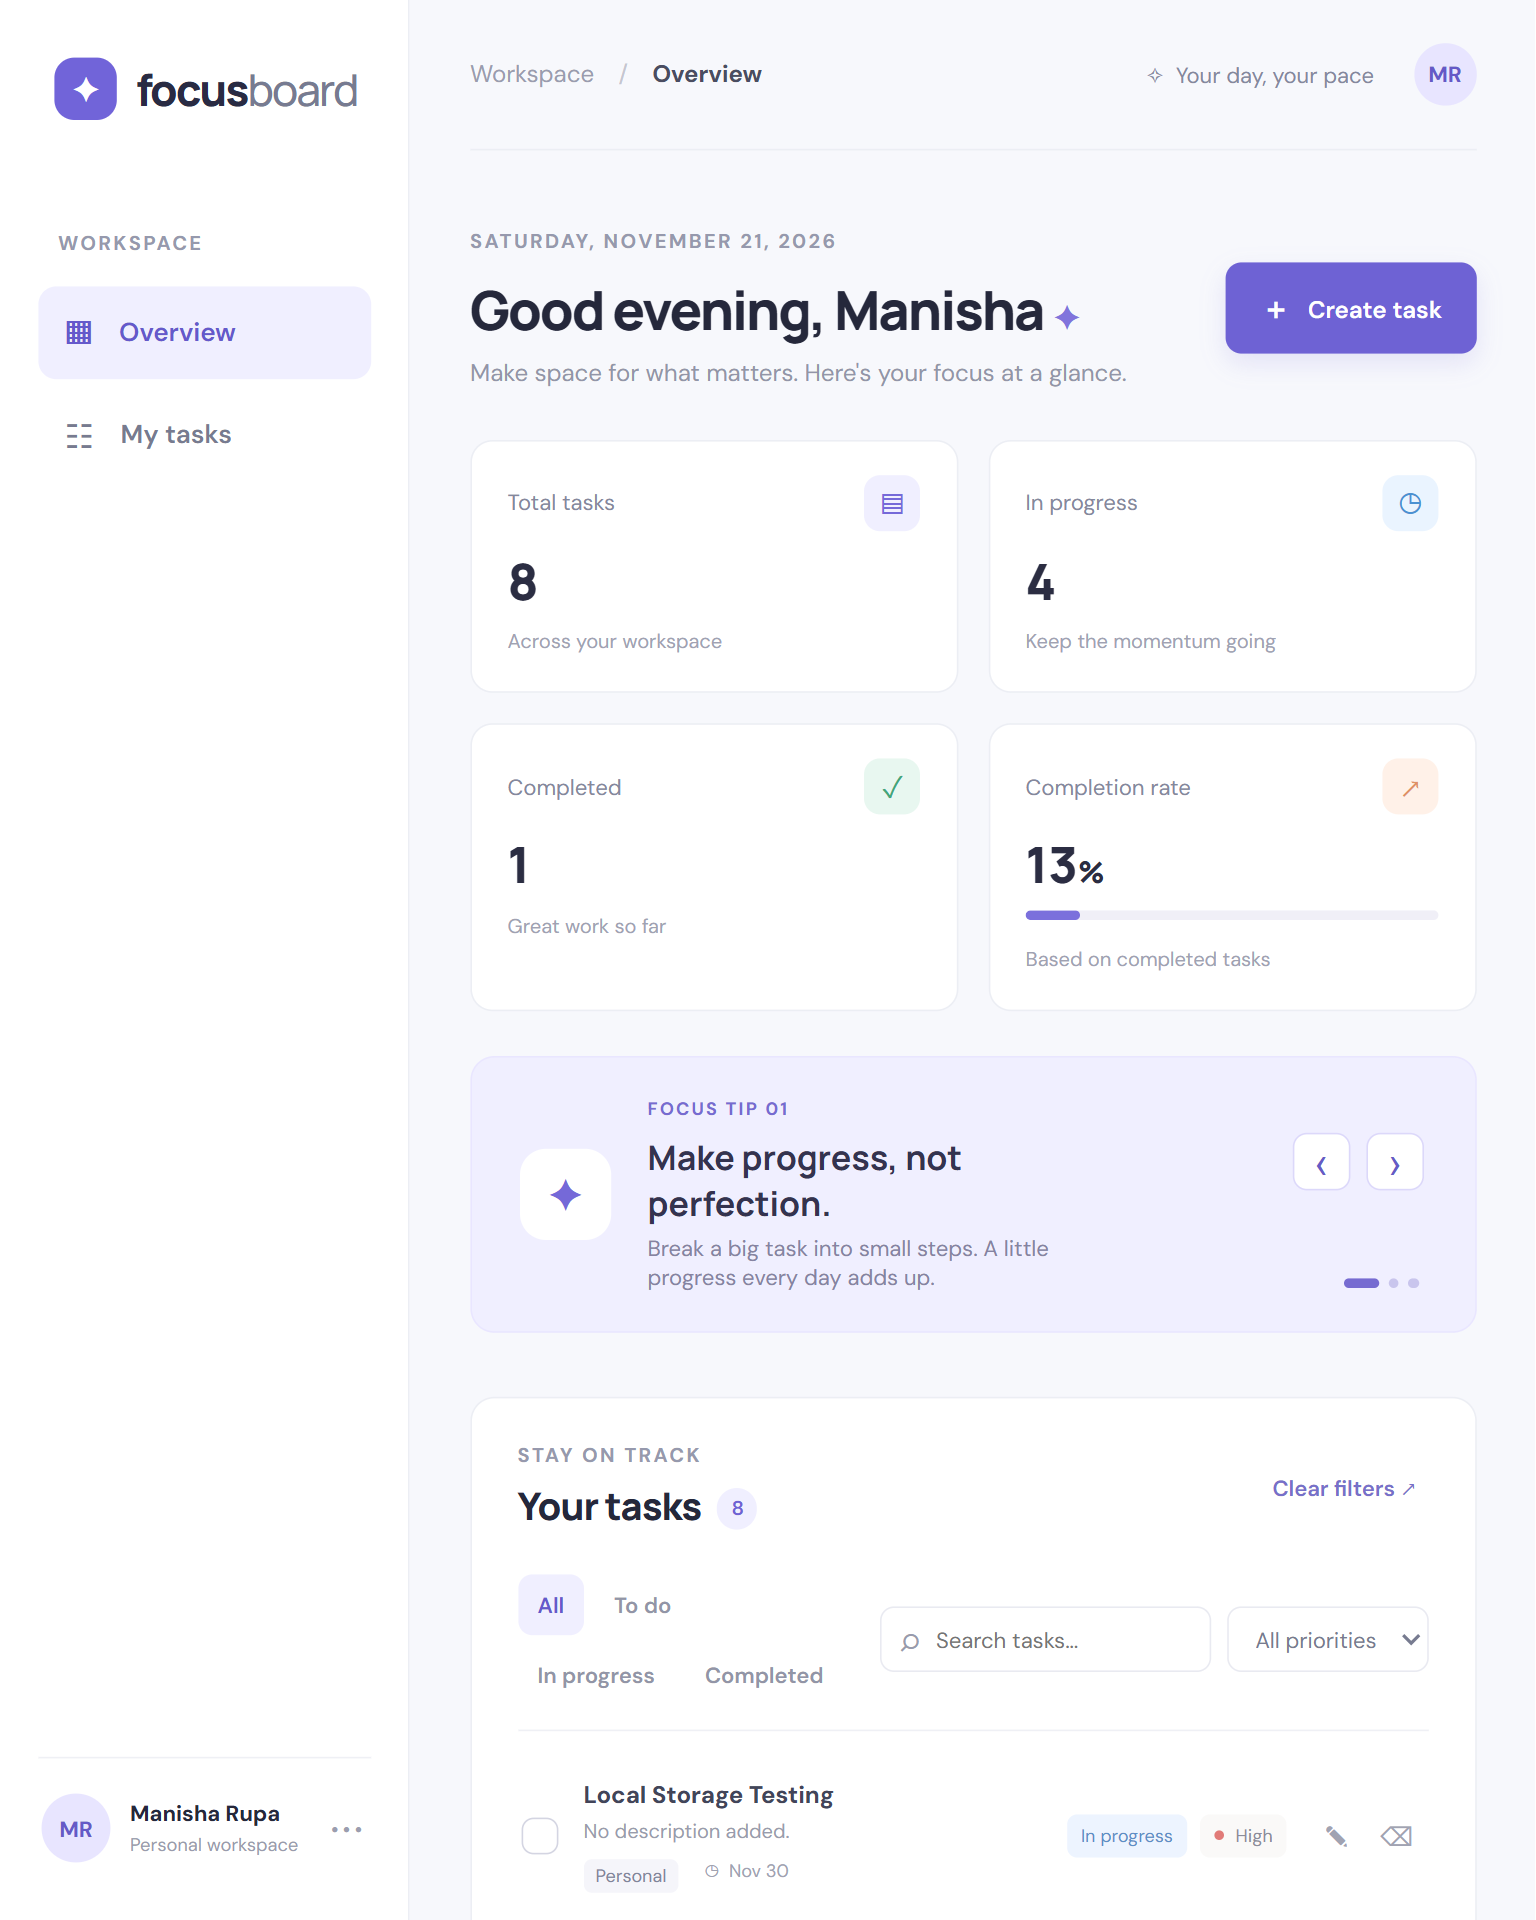 focusboard
WORKSPACE
Overview
My tasks
Manisha Rupa
MR
Personal workspace
Workspace / Overview
Your day, your pace
MR
SATURDAY, NOVEMBER 21, 2026
Good evening, Manisha
Make space for what matters. Here's your focus at a glance.
+ Create task
Total tasks
8
Across your workspace
In progress
4
Keep the momentum going
Completed
1
Great work so far
Completion rate
13%
Based on completed tasks
FOCUS TIP 01
Make progress, not
perfection.
Break a big task into small steps. A little
progress every day adds up.
STAY ON TRACK
Your tasks 8
Clear filters ↗
All
To do
In progress
Completed
Search tasks...
All priorities
Local Storage Testing
No description added.
Personal
Nov 30
In progress
High